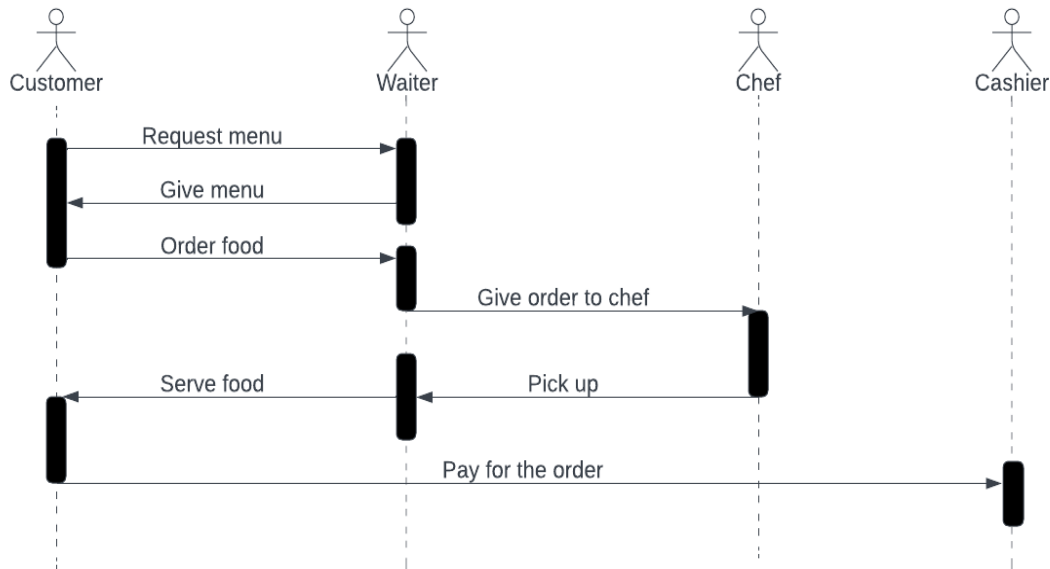 Customer
Waiter
Chef
Cashier
Request menu
Give menu
Order food
Give order to chef
Serve food
Pick up
Pay for the order